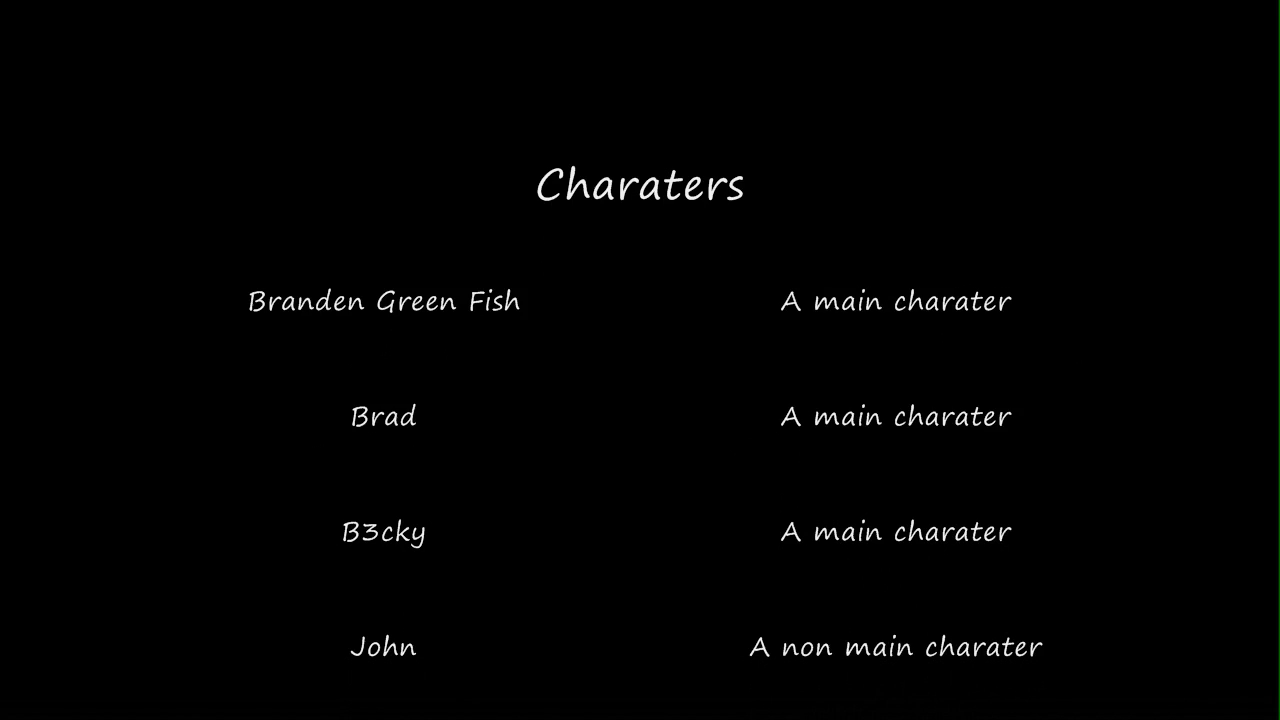 Charaters
Branden Green Fish A main charater
Brad A main charater
B3cky A main charater
John A non main charater